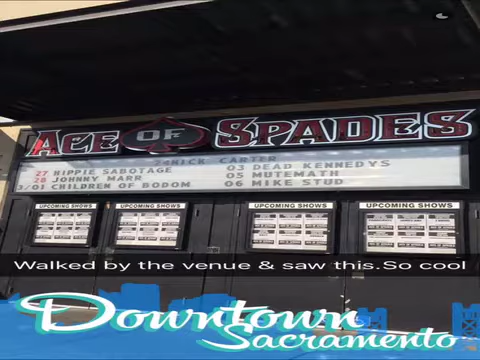 ACE OF SPADES
24 NICK CARTER
27 HIPPIE SABOTAGE 03 DEAD KENNEDYS
28 JOHNNY MARR 05 MUTEMATH
3/01 CHILDREN OF BODOM 06 MIKE STUD
UPCOMING SHOWS UPCOMING SHOWS UPCOMING SHOWS UPCOMING SHOWS
Walked by the venue & saw this.So cool
Downtown
Sacramento